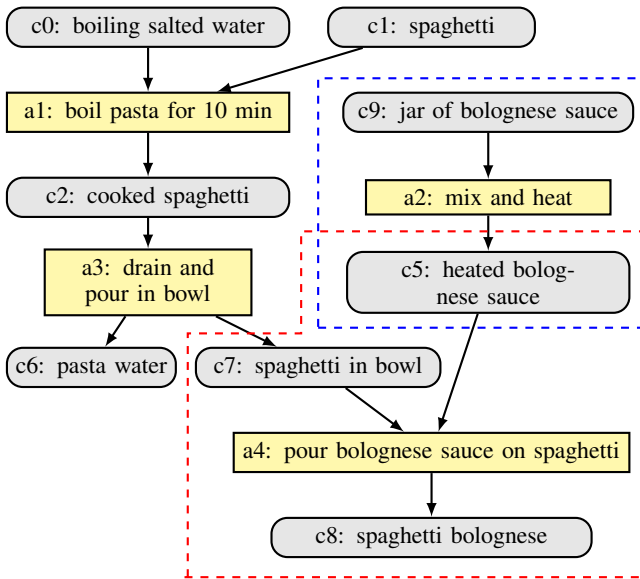 c0: boiling salted water
c1: spaghetti
a1: boil pasta for 10 min
c9: jar of bolognese sauce
c2: cooked spaghetti
a2: mix and heat
a3: drain and
pour in bowl
c5: heated bolog-
nese sauce
c6: pasta water
c7: spaghetti in bowl
a4: pour bolognese sauce on spaghetti
c8: spaghetti bolognese